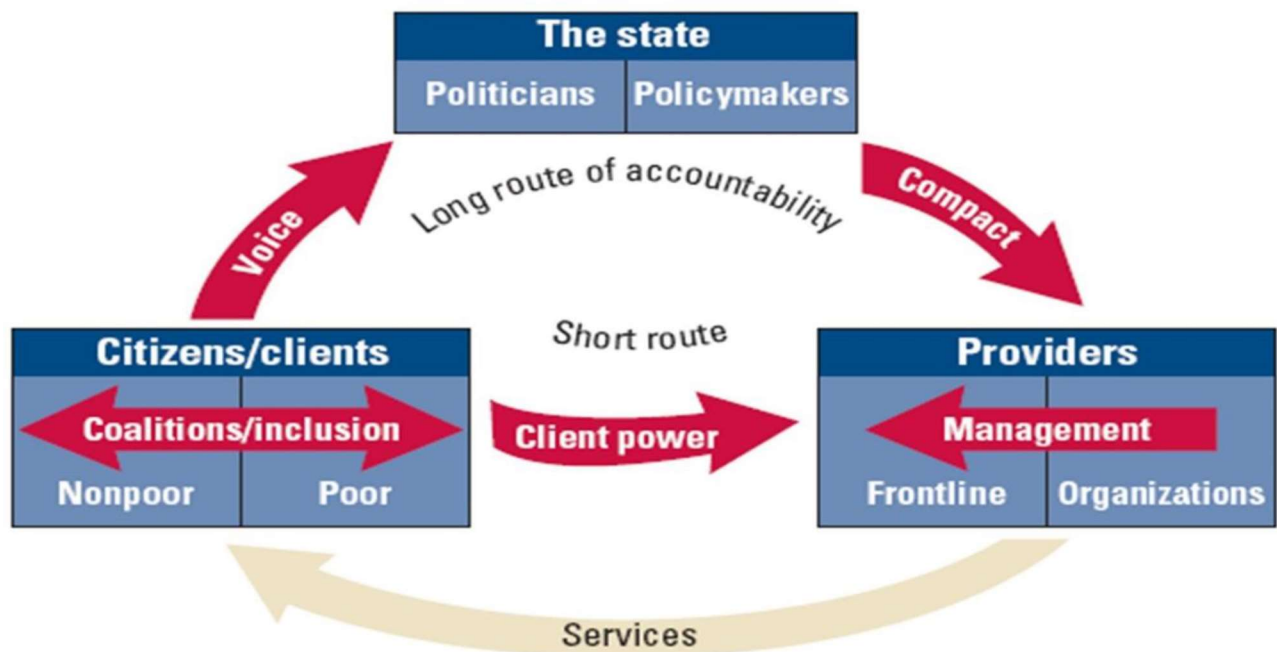 The state
Politicians
Policymakers
Long route of accountability
Voice
Compact
Short route
Citizens/clients
Coalitions/inclusion
Nonpoor
Poor
Client power
Providers
Management
Frontline
Organizations
Services